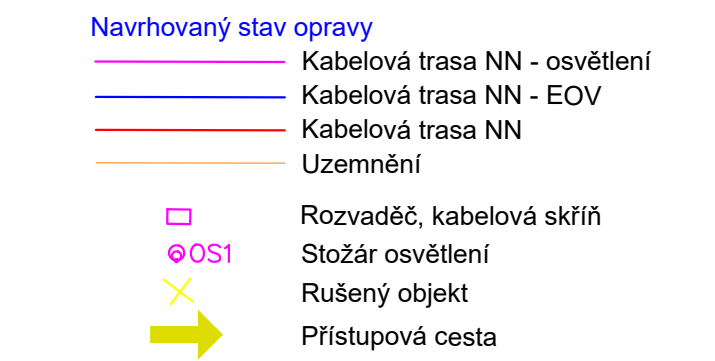 Navrhovaný stav opravy
Kabelová trasa NN - osvětlení
Kabelová trasa NN - EOV
Kabelová trasa NN
Uzemnění
Rozvaděč, kabelová skříň
OS1 Stožár osvětlení
Rušený objekt
Přístupová cesta